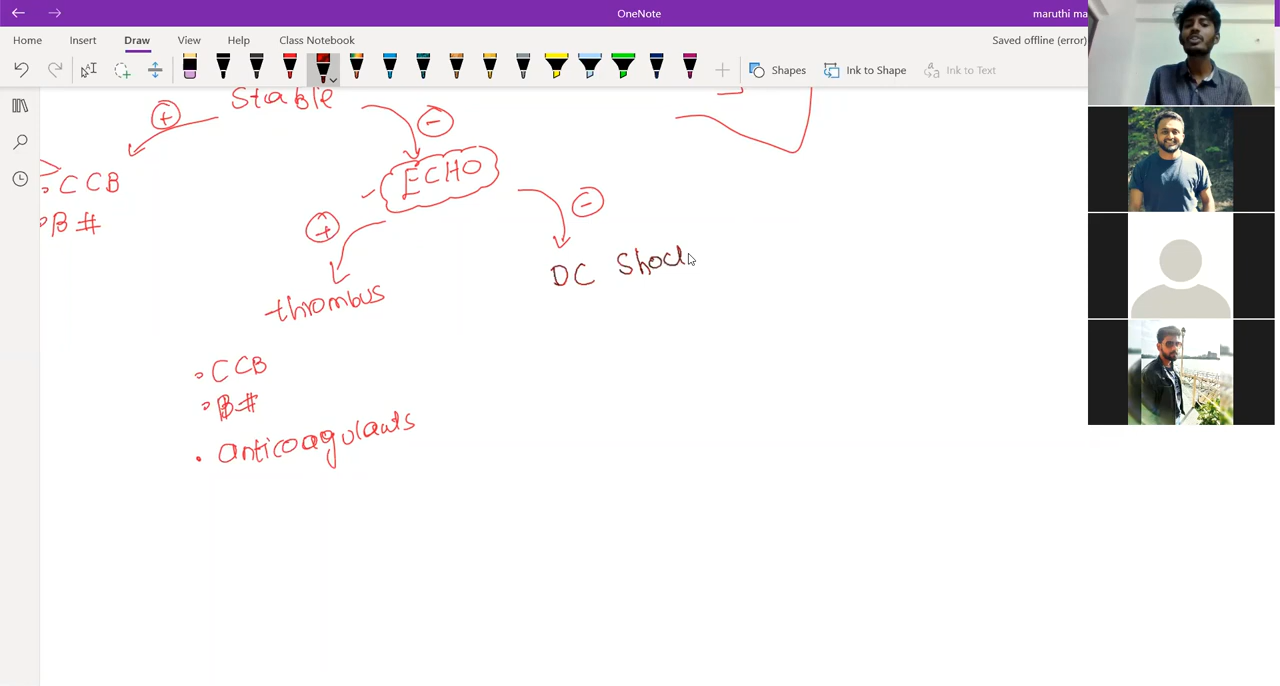 OneNote
maruthi ma
Home Insert Draw View Help Class Notebook
Saved offline (error)
Shapes Ink to Shape Ink to Text
Stable
+
-
CCB
B #
ECHO
+
-
thrombus
DC Shock
CCB
B#
anticoagulants